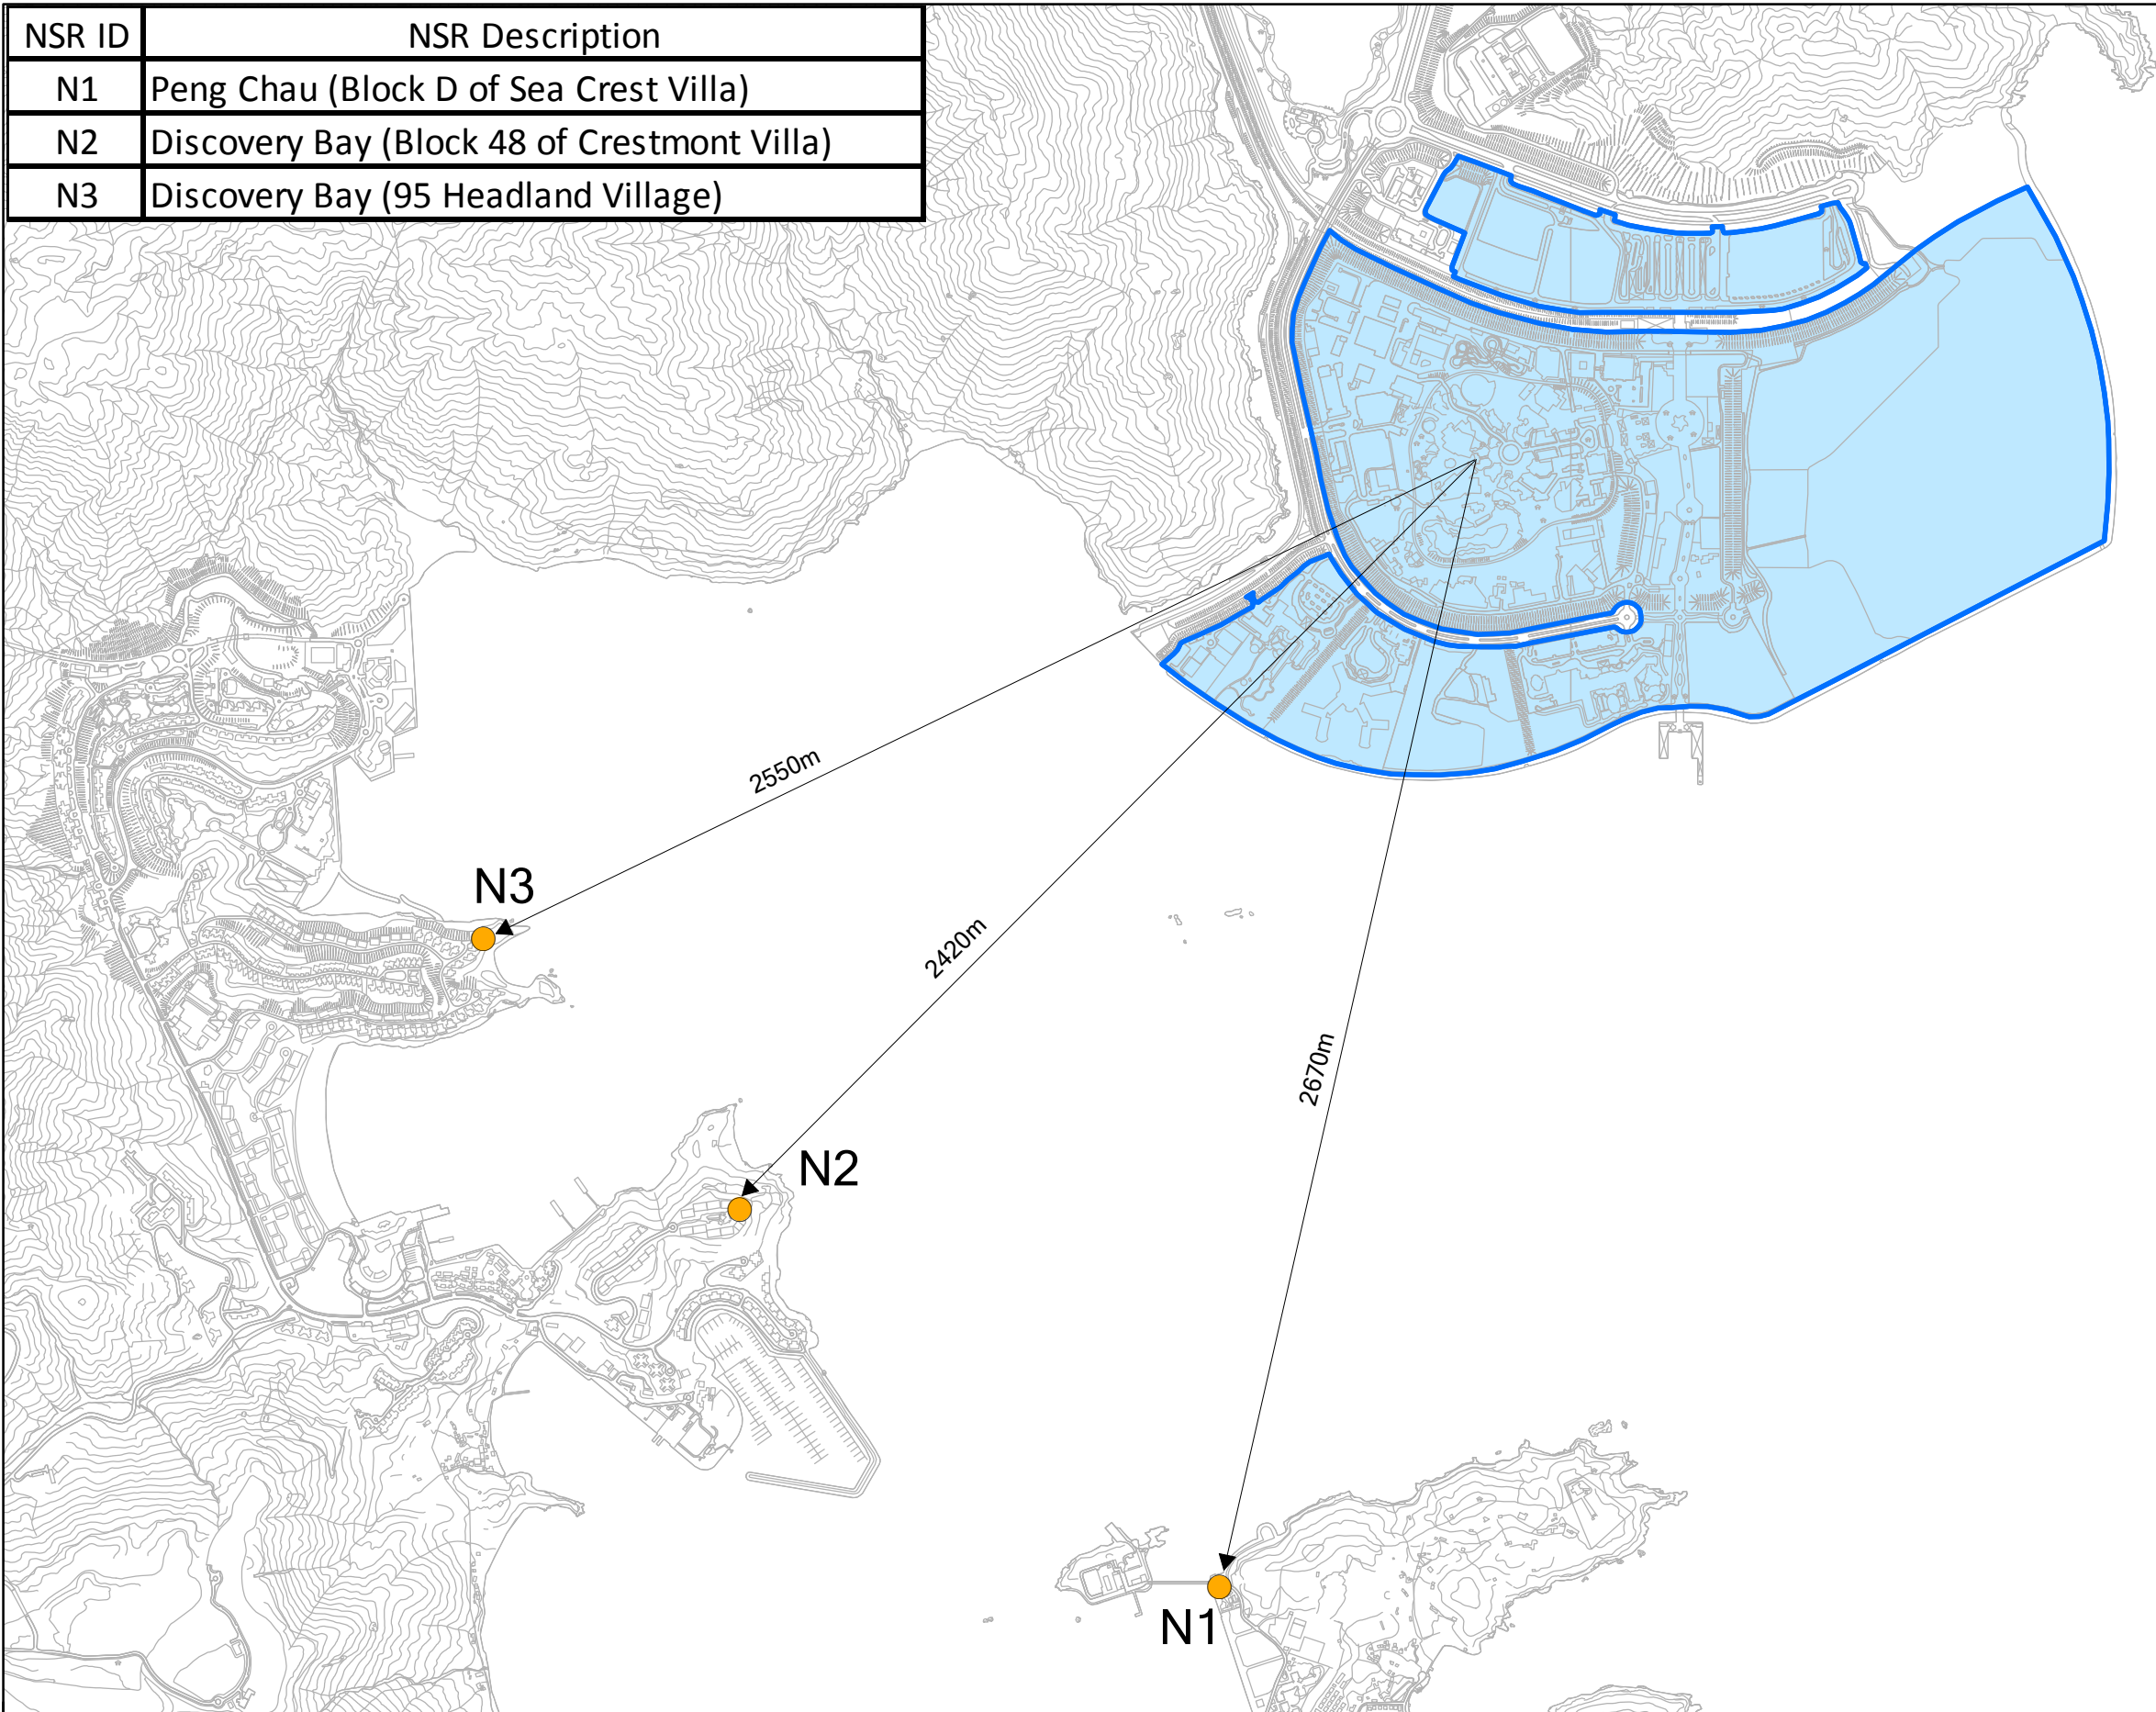 NSR ID NSR Description
N1 Peng Chau (Block D of Sea Crest Villa)
N2 Discovery Bay (Block 48 of Crestmont Villa)
N3 Discovery Bay (95 Headland Village)
2550m
N3
2420m
2670m
N2
N1